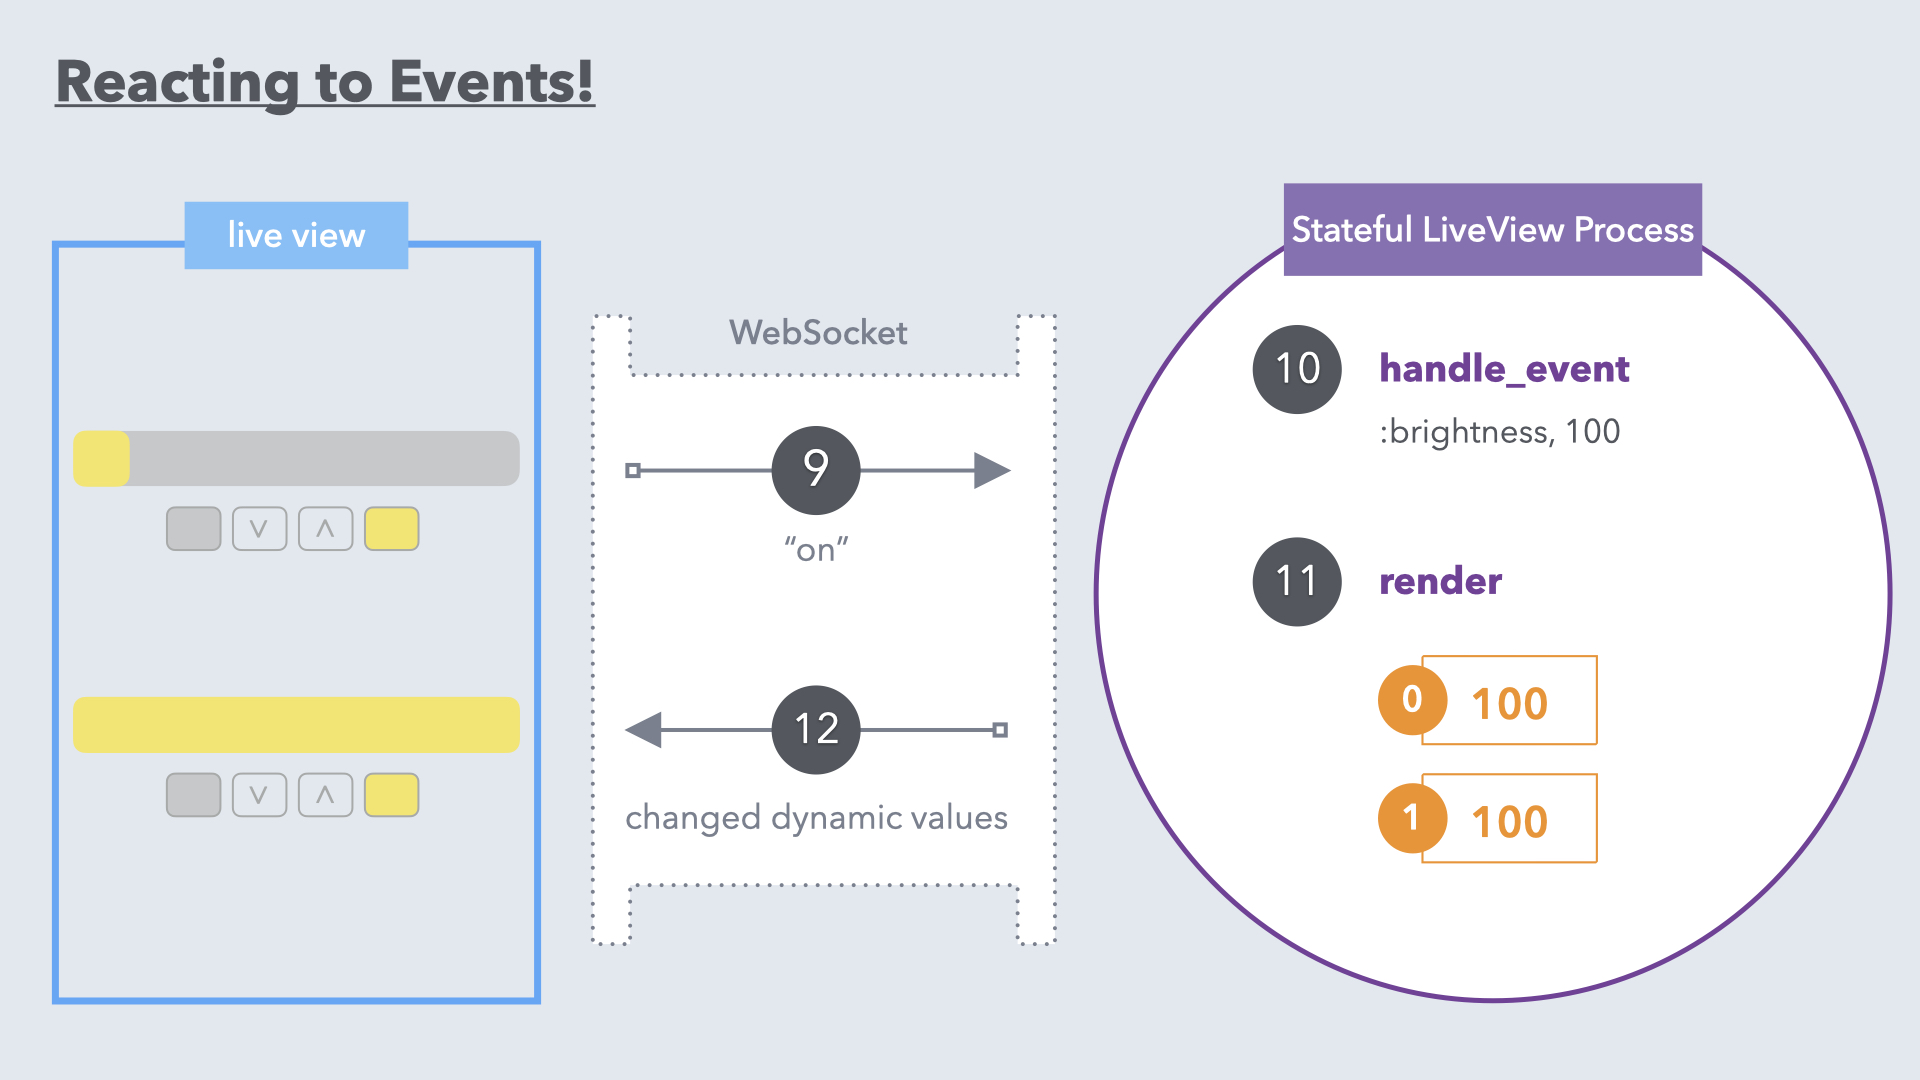 Reacting to Events!
live view
WebSocket
9
“on”
12
changed dynamic values
Stateful LiveView Process
10
handle_event
:brightness, 100
11
render
0
100
1
100